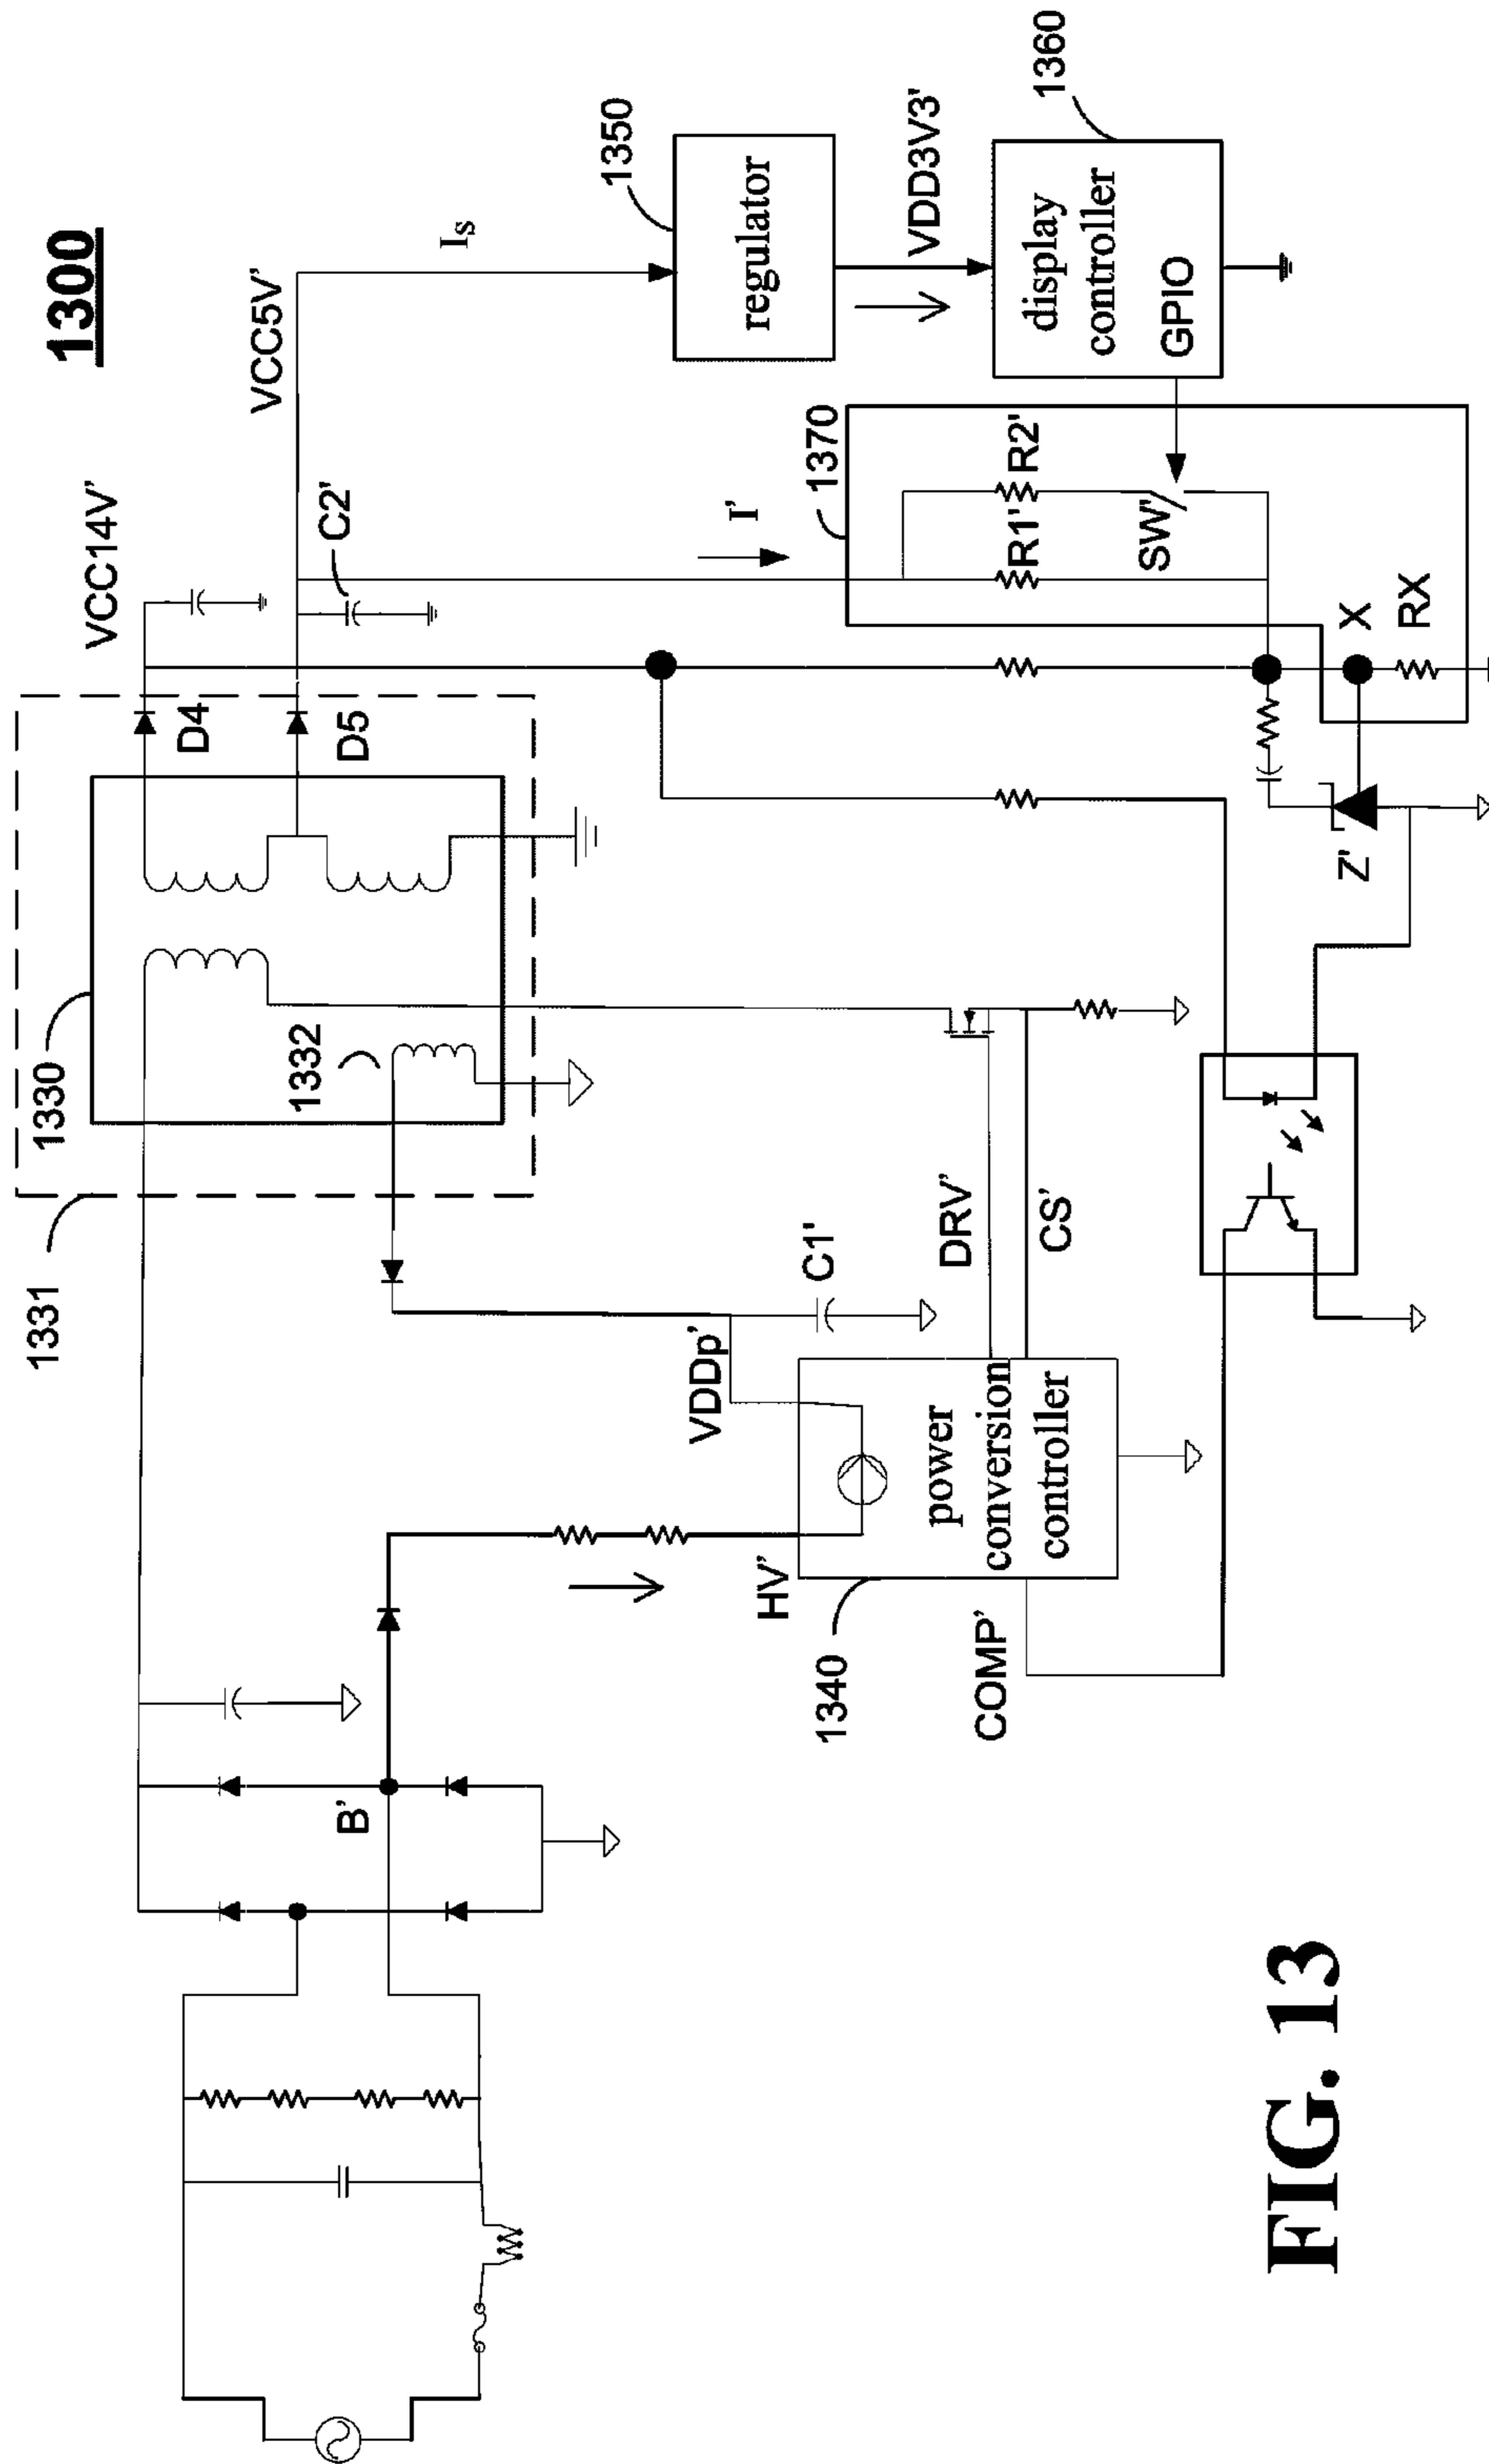 1300
1331
1330
1332
D4
D5
VCC14V'
VCC5V'
C2'
Is
1350
regulator
VDD3V3'
1360
display
controller
GPIO
1370
I'
R1'
R2'
SW'
X
RX
Z'
B'
HV'
1340
VDDp'
C1'
power
conversion
controller
DRV'
CS'
COMP'
FIG. 13